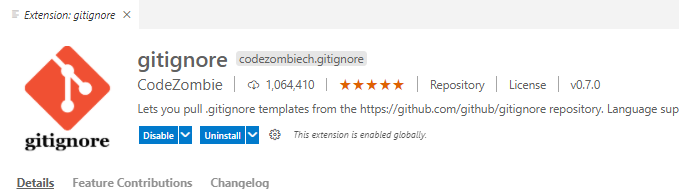 Extension: gitignore
gitignore
gitignore codezombiech.gitignore
CodeZombie 1,064,410 Repository License v0.7.0
Lets you pull .gitignore templates from the https://github.com/github/gitignore repository. Language sup
Disable Uninstall This extension is enabled globally.
Details Feature Contributions Changelog